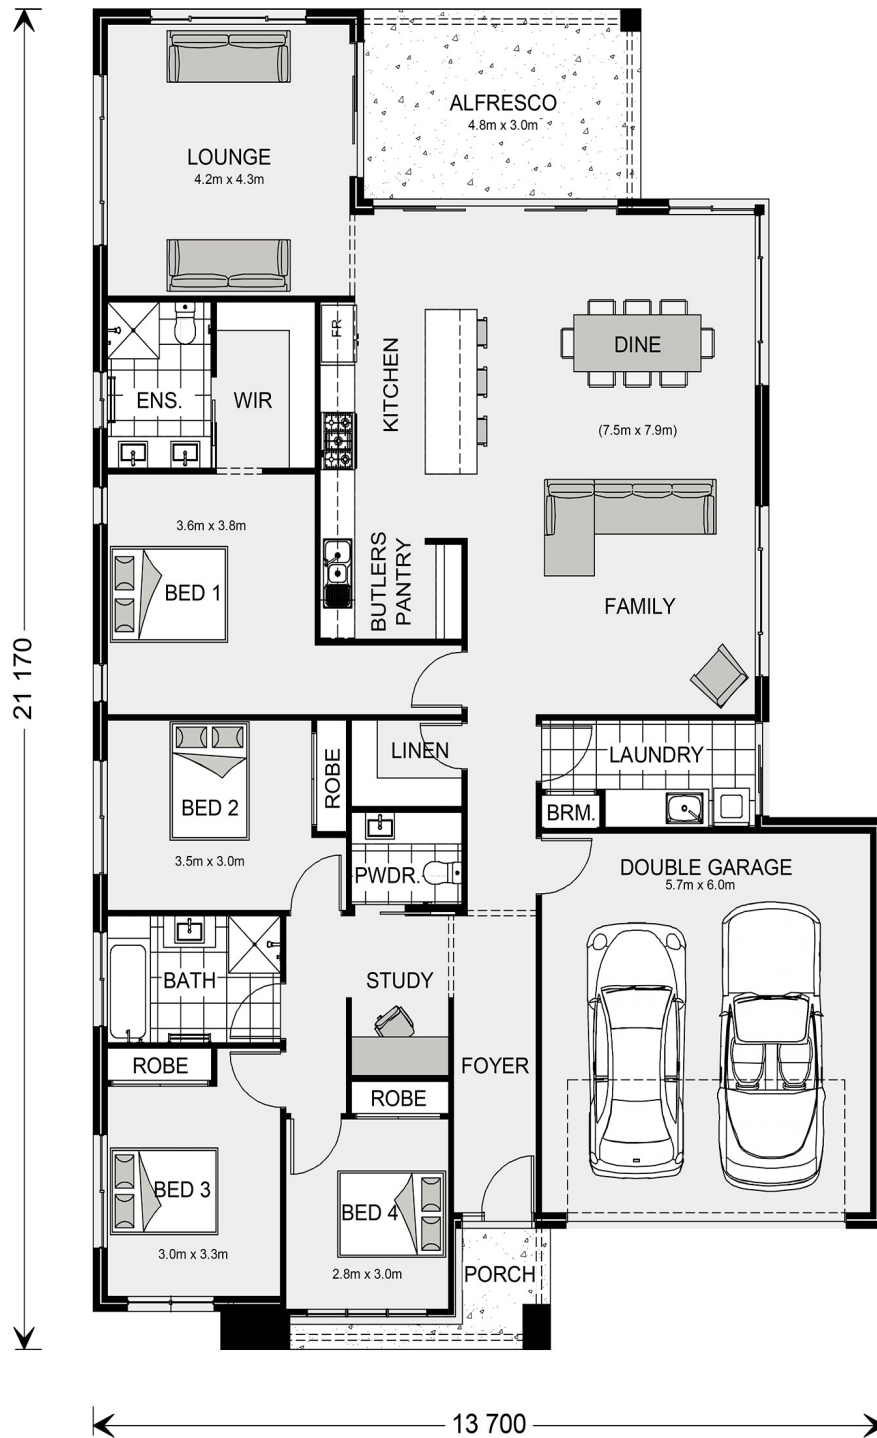 ALFRESCO
4.8m x 3.0m
LOUNGE
4.2m x 4.3m
FR
KITCHEN
DINE
ENS.
WIR
(7.5m x 7.9m)
3.6m x 3.8m
BED 1
BUTLERS
PANTRY
FAMILY
21 170
LINEN
LAUNDRY
ROBE
BED 2
BRM.
3.5m x 3.0m
PWDR.
DOUBLE GARAGE
5.7m x 6.0m
BATH
STUDY
ROBE
FOYER
ROBE
BED 3
BED 4
3.0m x 3.3m
2.8m x 3.0m
PORCH
13 700